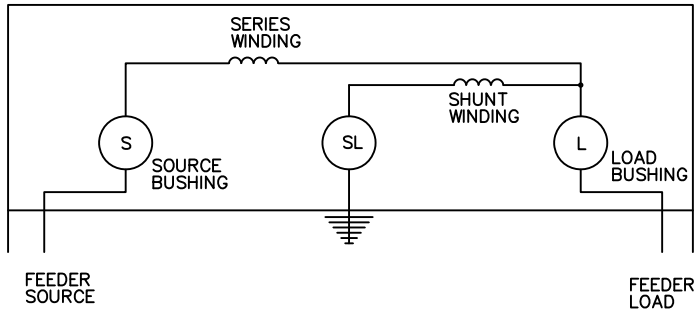 SERIES
WINDING
SHUNT
WINDING
S
SL
L
SOURCE
BUSHING
LOAD
BUSHING
FEEDER
SOURCE
FEEDER
LOAD